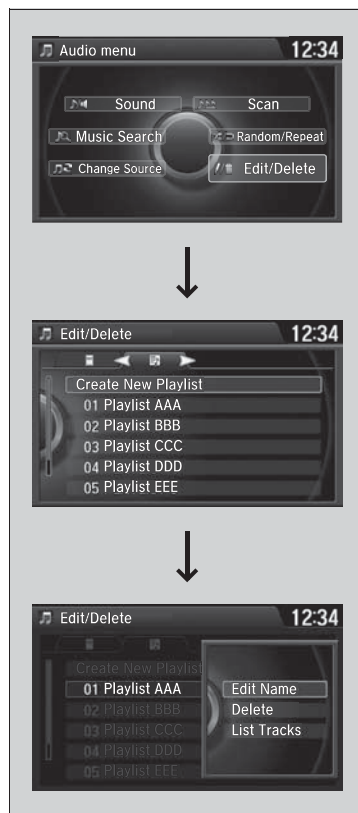 Audio menu 12:34
Sound Scan
Music Search Random/Repeat
Change Source Edit/Delete
Edit/Delete 12:34
Create New Playlist
01 Playlist AAA
02 Playlist BBB
03 Playlist CCC
04 Playlist DDD
05 Playlist EEE
Edit/Delete 12:34
Create New Playlist
01 Playlist AAA Edit Name
02 Playlist BBB Delete
03 Playlist CCC List Tracks
04 Playlist DDD
05 Playlist EEE